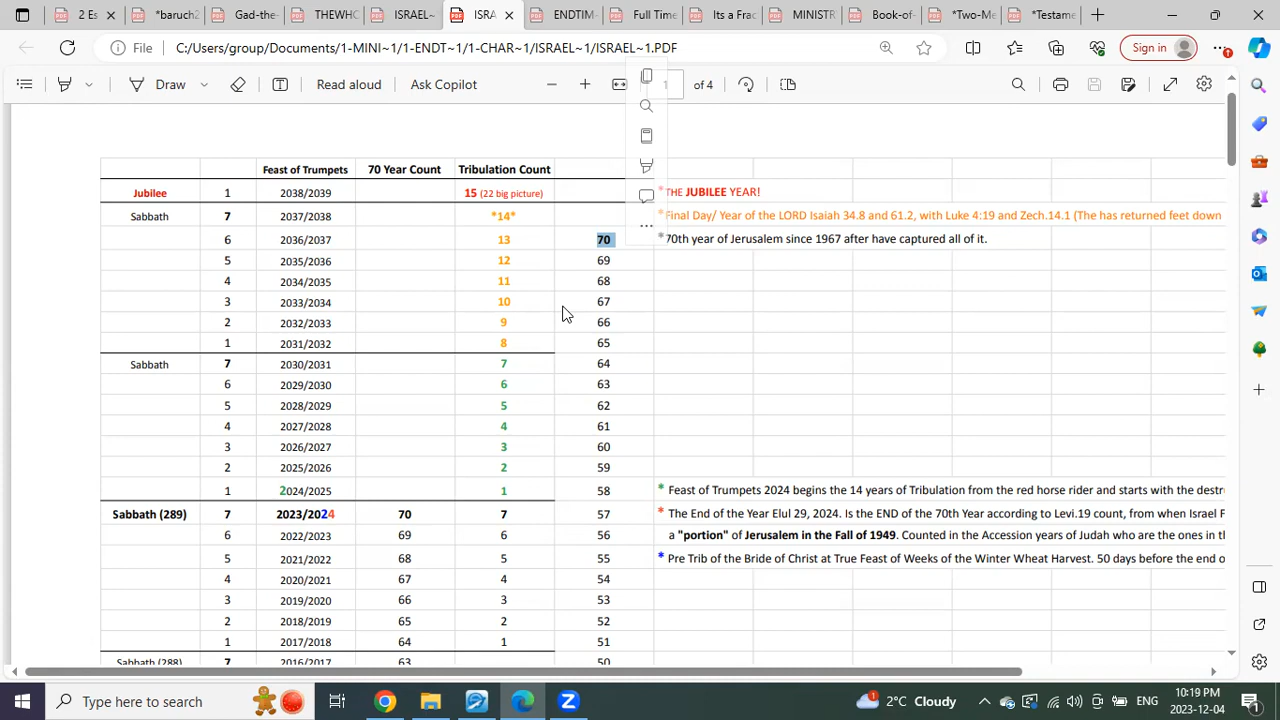 2 Es
*baruch2
Gad-the-
THEWHC
ISRAEL~
ISRA
ENDTIM-
Full Time
Its a Frac
MINISTR
Book-of-
*Two-Me
*Testame
File
C:/Users/group/Documents/1-MINI~1/1-ENDT~1/1-CHAR~1/ISRAEL~1/ISRAEL~1.PDF
Sign in
Draw
Read aloud
Ask Copilot
1 of 4
Feast of Trumpets 70 Year Count Tribulation Count
Jubilee 1 2038/2039 15 (22 big picture) *THE JUBILEE YEAR!
Sabbath 7 2037/2038 *14* *Final Day/ Year of the LORD Isaiah 34.8 and 61.2, with Luke 4:19 and Zech.14.1 (The has returned feet down
6 2036/2037 13 70 *70th year of Jerusalem since 1967 after have captured all of it.
5 2035/2036 12 69
4 2034/2035 11 68
3 2033/2034 10 67
2 2032/2033 9 66
1 2031/2032 8 65
Sabbath 7 2030/2031 7 64
6 2029/2030 6 63
5 2028/2029 5 62
4 2027/2028 4 61
3 2026/2027 3 60
2 2025/2026 2 59
1 2024/2025 1 58 * Feast of Trumpets 2024 begins the 14 years of Tribulation from the red horse rider and starts with the destr
Sabbath (289) 7 2023/2024 70 7 57 * The End of the Year Elul 29, 2024. Is the END of the 70th Year according to Levi.19 count, from when Israel F
6 2022/2023 69 6 56 a "portion" of Jerusalem in the Fall of 1949. Counted in the Accession years of Judah who are the ones in th
5 2021/2022 68 5 55 * Pre Trib of the Bride of Christ at True Feast of Weeks of the Winter Wheat Harvest. 50 days before the end o
4 2020/2021 67 4 54
3 2019/2020 66 3 53
2 2018/2019 65 2 52
1 2017/2018 64 1 51
Sabbath (288) 7 2016/2017 63 50
Type here to search
1
2°C Cloudy
ENG
10:19 PM
2023-12-04
1